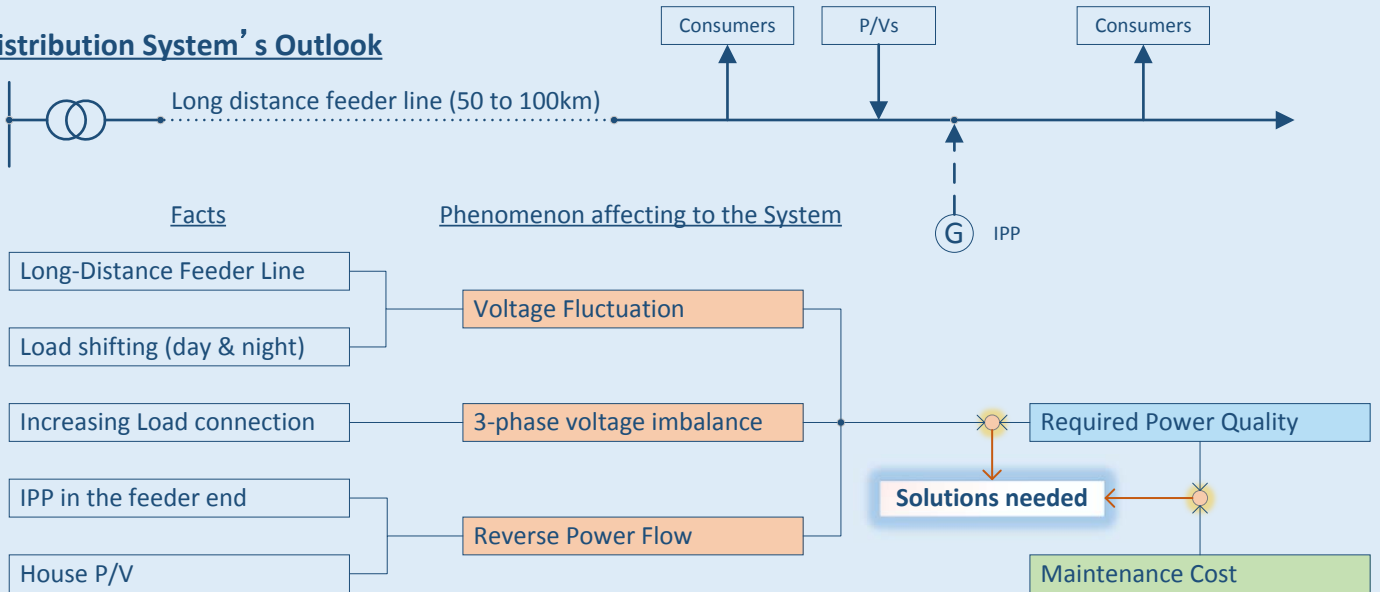 istribution System's Outlook
Consumers
P/Vs
Consumers
Long distance feeder line (50 to 100km)
G
IPP
Facts
Phenomenon affecting to the System
Long-Distance Feeder Line
Load shifting (day & night)
Increasing Load connection
IPP in the feeder end
House P/V
Voltage Fluctuation
3-phase voltage imbalance
Reverse Power Flow
Required Power Quality
Solutions needed
Maintenance Cost